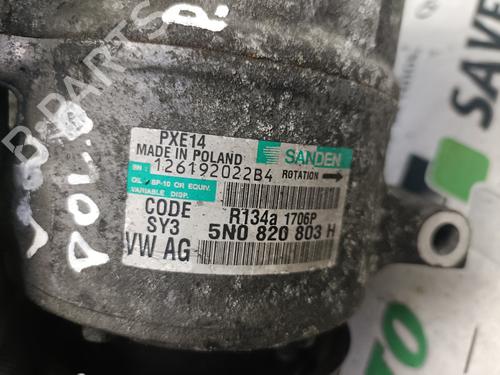 B-PARTS
P.
POLO
PXE14
MADE IN POLAND
SANDEN
SN: 126192022B4 ROTATION
OIL: SP-10 OR EQUIV.
VARIABLE DISP.
CODE R134a 1706P
SY3 5N0 820 803 H
VW AG